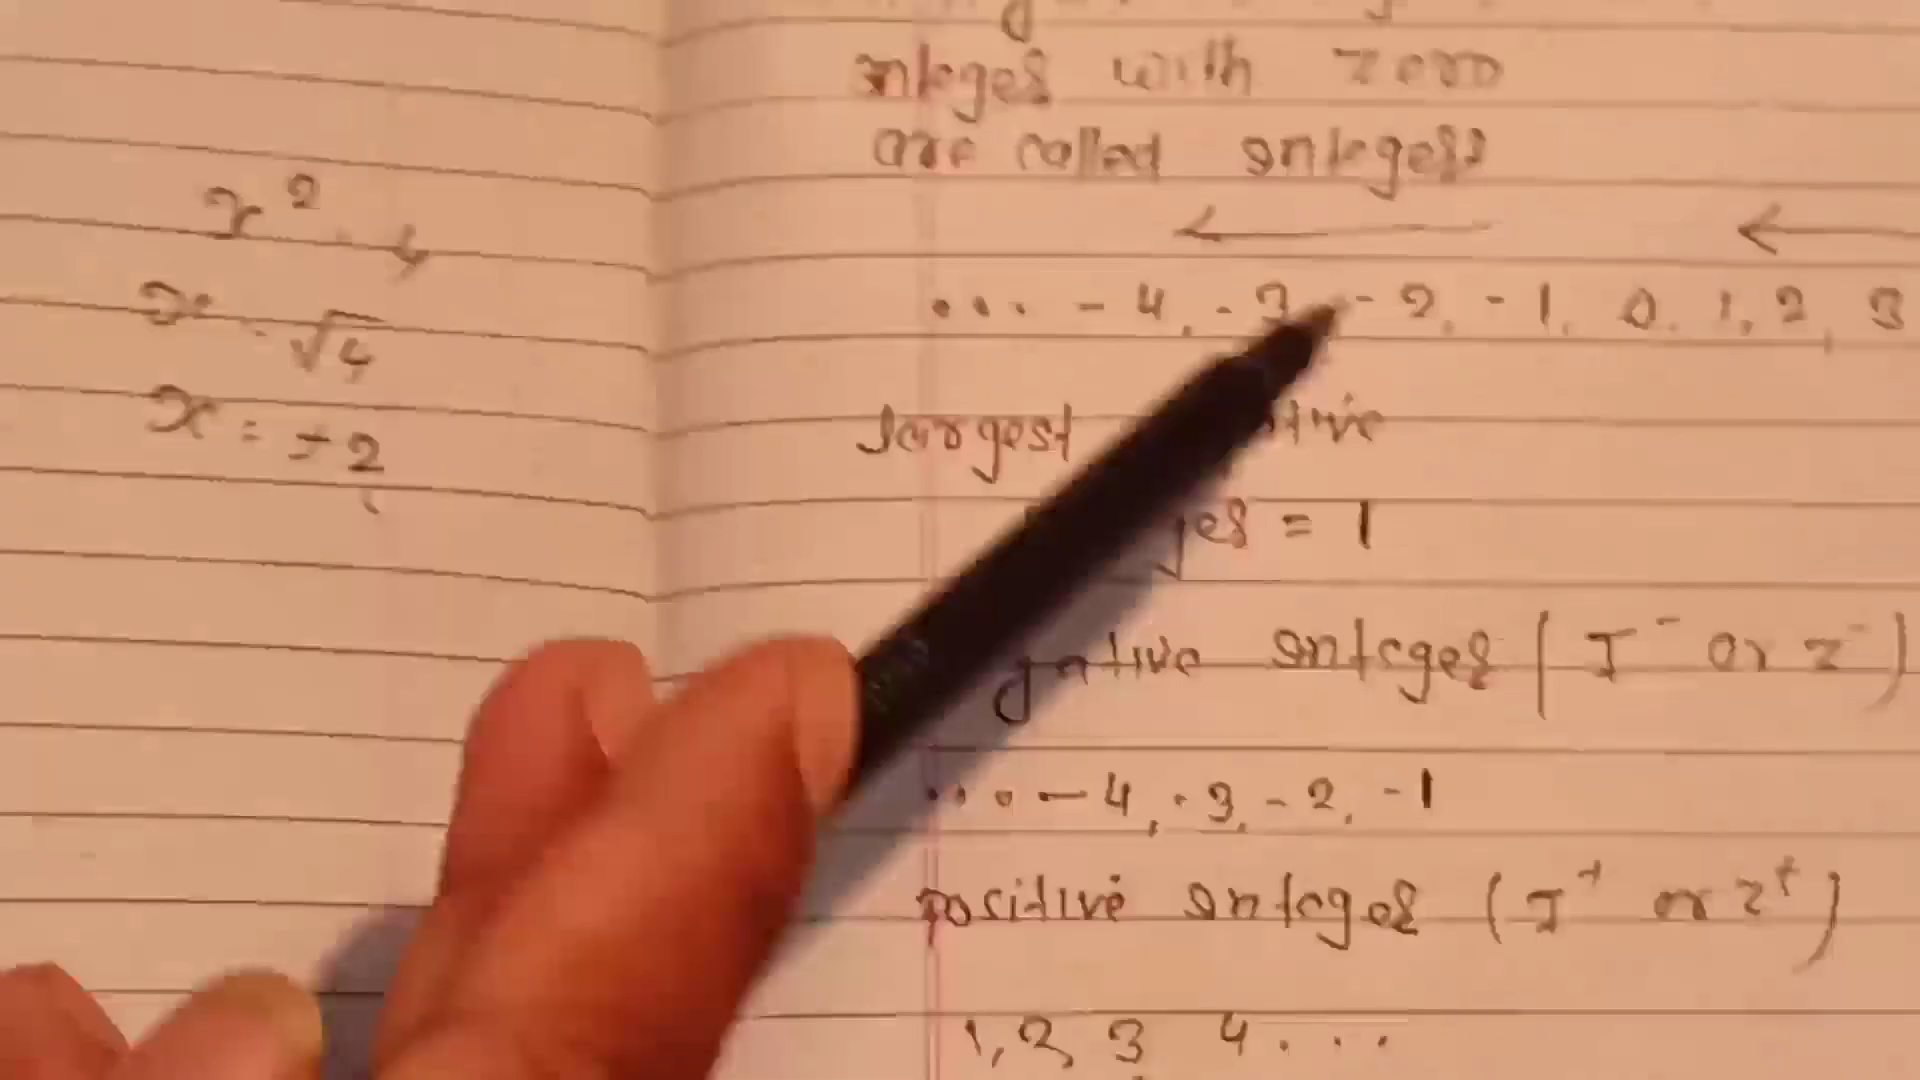 x² = 4
x = √4
x = ±2
integers with zero
are called integers
... -4, -3, -2, -1, 0, 1, 2, 3
largest
= 1
integers ( I⁻ or Z⁻ )
... -4, -3, -2, -1
positive integers ( I⁺ or Z⁺ )
1, 2, 3 4 . . .